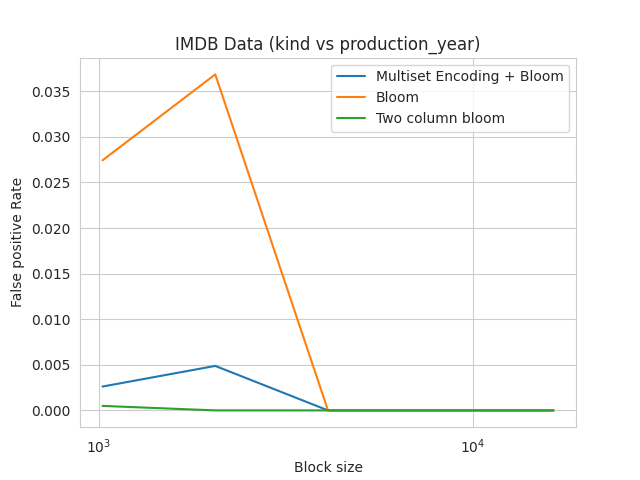 IMDB Data (kind vs production_year)
Multiset Encoding + Bloom
Bloom
Two column bloom
False positive Rate
0.035
0.030
0.025
0.020
0.015
0.010
0.005
0.000
10³
10⁴
Block size